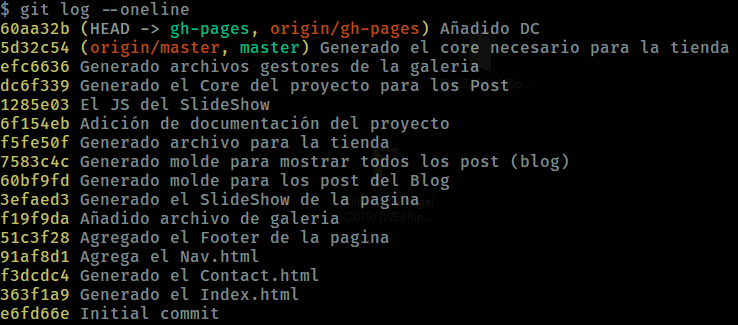 $ git log --oneline
60aa32b (HEAD -> gh-pages, origin/gh-pages) Añadido DC
5d32c54 (origin/master, master) Generado el core necesario para la tienda
efc6636 Generado archivos gestores de la galeria
dc6f339 Generado el Core del proyecto para los Post
1285e03 El JS del SlideShow
6f154eb Adición de documentación del proyecto
f5fe50f Generado archivo para la tienda
7583c4c Generado molde para mostrar todos los post (blog)
60bf9fd Generado molde para los post del Blog
3efaed3 Generado el SlideShow de la pagina
f19f9da Añadido archivo de galeria
51c3f28 Agregado el Footer de la pagina
91af8d1 Agrega el Nav.html
f3dcdc4 Generado el Contact.html
363f1a9 Generado el Index.html
e6fd66e Initial commit